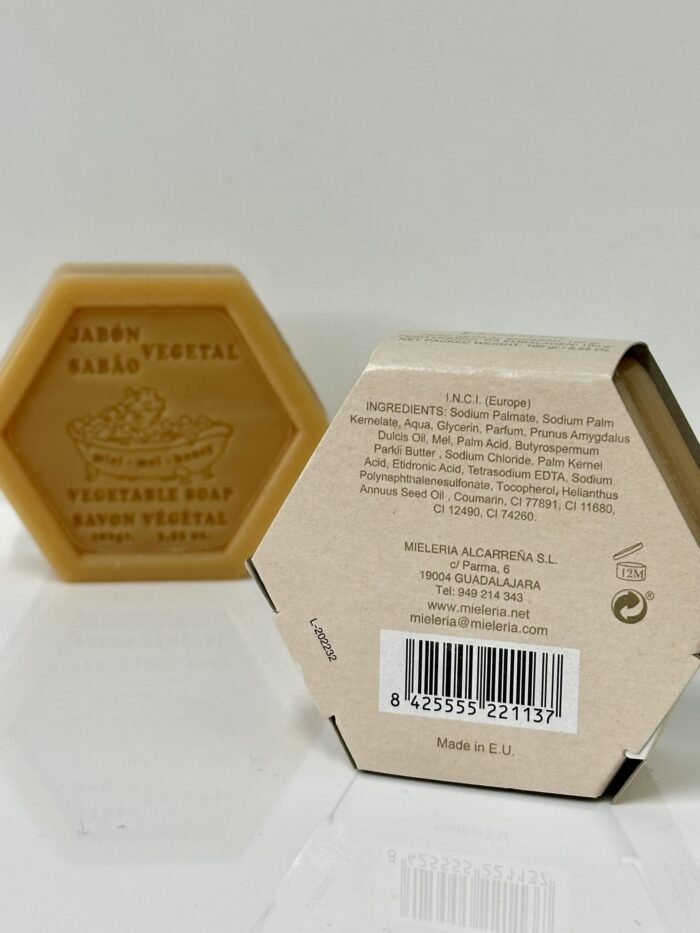 JABÓN
SABÃO VEGETAL
miel - mel - honey
VEGETABLE SOAP
SAVON VÉGÉTAL
I.N.C.I. (Europe)
INGREDIENTS: Sodium Palmate, Sodium Palm
Kernelate, Aqua, Glycerin, Parfum, Prunus Amygdalus
Dulcis Oil, Mel, Palm Acid, Butyrospermum
Parkii Butter , Sodium Chloride, Palm Kernel
Acid, Etidronic Acid, Tetrasodium EDTA, Sodium
Polynaphthalenesulfonate, Tocopherol, Helianthus
Annuus Seed Oil , Coumarin, CI 77891, CI 11680,
CI 12490, CI 74260.
MIELERIA ALCARREÑA S.L.
c/ Parma, 6
19004 GUADALAJARA
Tel: 949 214 343
www.mieleria.net
mieleria@mieleria.com
12M
®
L-202232
8 425555 221137
Made in E.U.